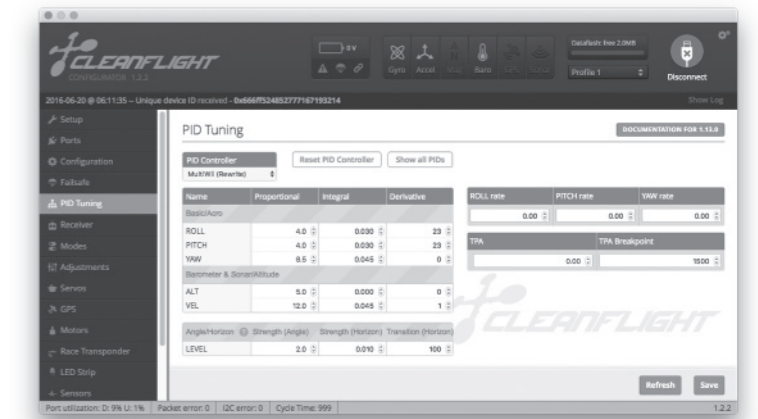 CLEANFLIGHT
CONFIGURATOR 1.2.2
0 V
Gyro Accel Mag Baro GPS Sonar
Dataflash: free 2.0MB
Profile 1
Disconnect
2016-06-20 @ 06:11:35 -- Unique device ID received - 0x666ff524852777167193214
Show Log
Setup
Ports
Configuration
Failsafe
PID Tuning
Receiver
Modes
Adjustments
Servos
GPS
Motors
Race Transponder
LED Strip
Sensors
PID Tuning
DOCUMENTATION FOR 1.13.0
PID Controller
MultiWii (Rewrite)
Reset PID Controller
Show all PIDs
Name Proportional Integral Derivative
Basic/Acro
ROLL 4.0 0.030 23
PITCH 4.0 0.030 23
YAW 8.5 0.045 0
Barometer & Sonar/Altitude
ALT 5.0 0.000 0
VEL 12.0 0.045 1
Angle/Horizon Strength (Angle) Strength (Horizon) Transition (Horizon)
LEVEL 2.0 0.010 100
ROLL rate PITCH rate YAW rate
0.00 0.00 0.00
TPA TPA Breakpoint
0.00 1500
CLEANFLIGHT
Refresh
Save
Port utilization: D: 9% U: 1% Packet error: 0 I2C error: 0 Cycle Time: 999
1.2.2